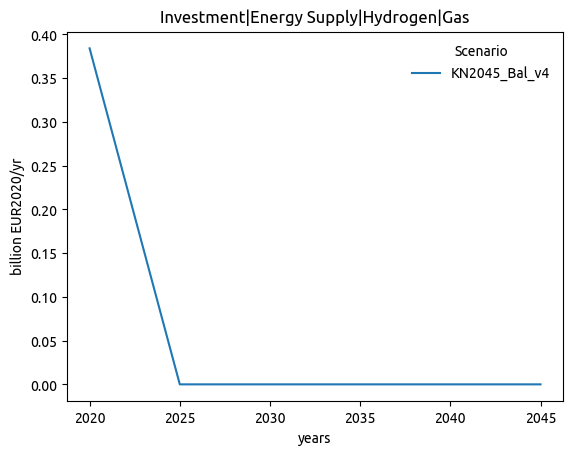 Investment|Energy Supply|Hydrogen|Gas
Scenario
KN2045_Bal_v4
billion EUR2020/yr
0.40
0.35
0.30
0.25
0.20
0.15
0.10
0.05
0.00
2020 2025 2030 2035 2040 2045
years